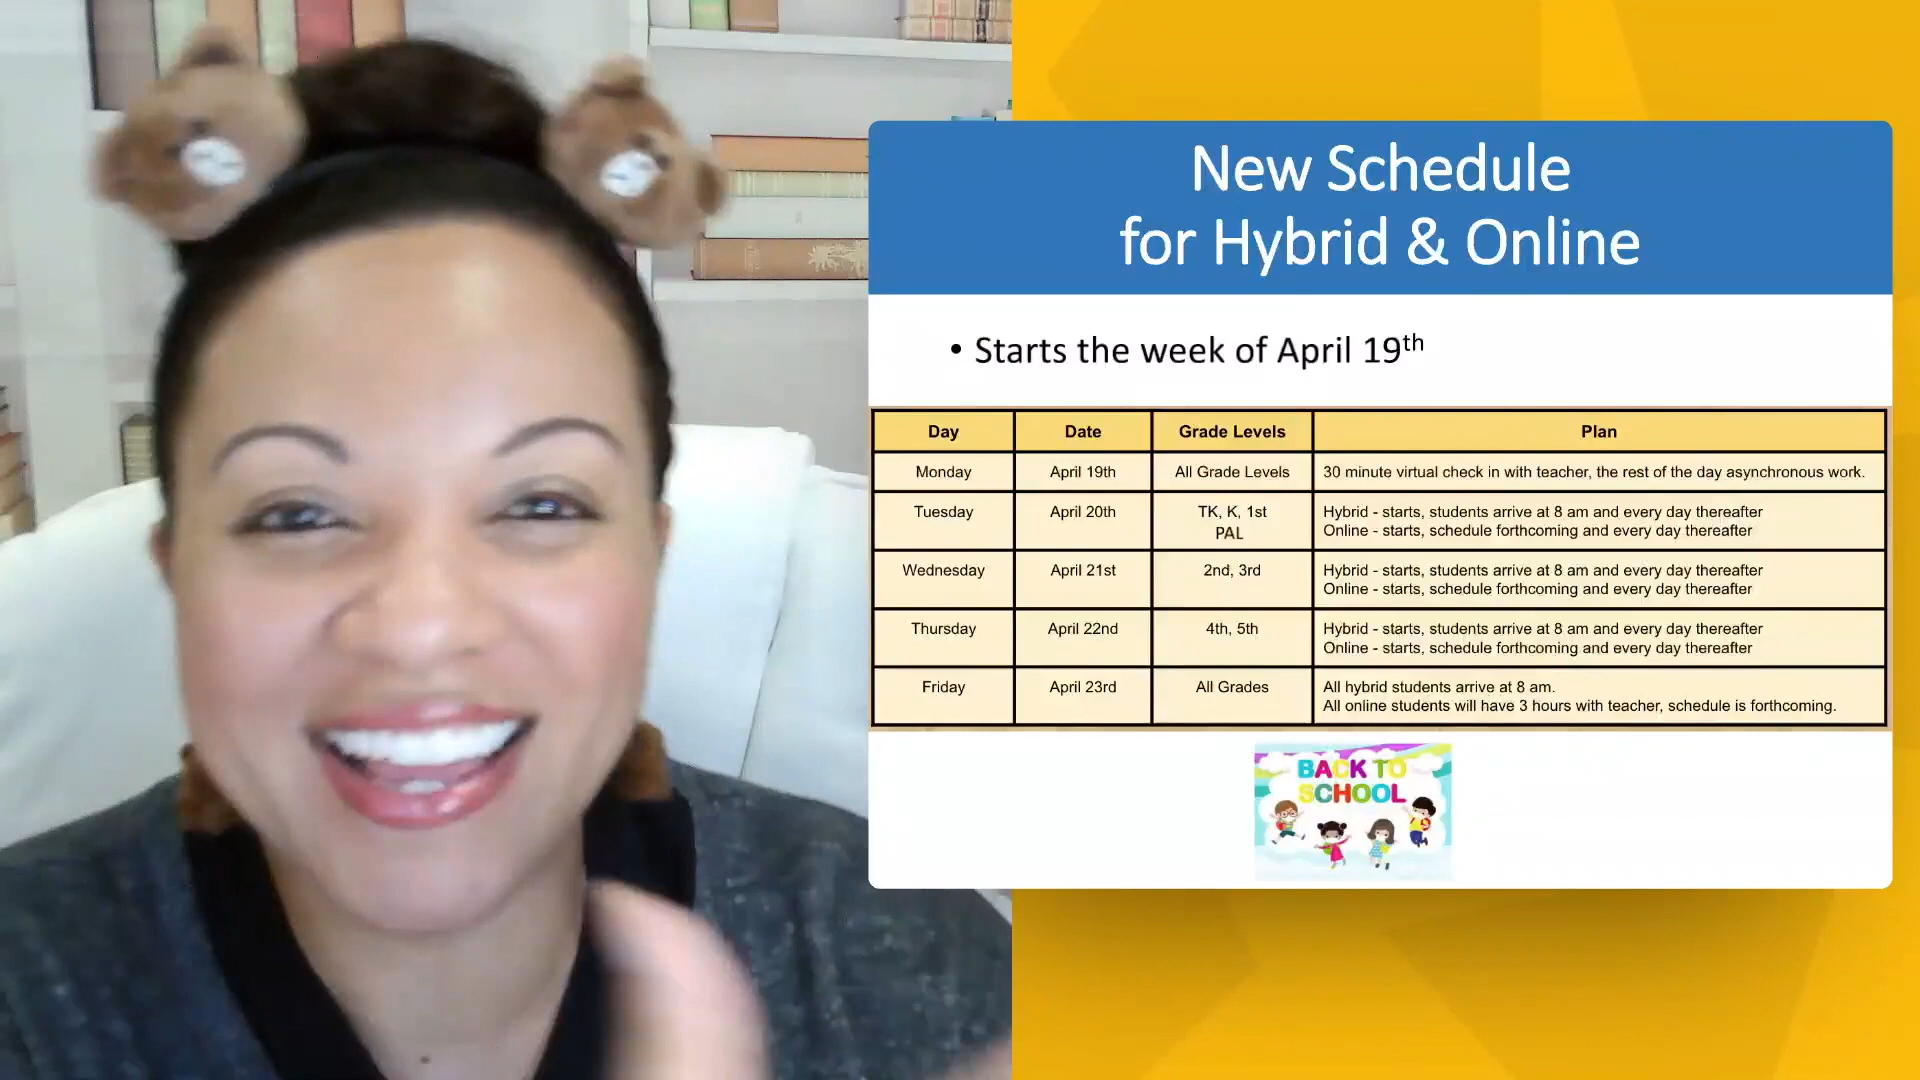 New Schedule
for Hybrid & Online
• Starts the week of April 19th
Day Date Grade Levels Plan
Monday April 19th All Grade Levels 30 minute virtual check in with teacher, the rest of the day asynchronous work.
Tuesday April 20th TK, K, 1st Hybrid - starts, students arrive at 8 am and every day thereafter
PAL Online - starts, schedule forthcoming and every day thereafter
Wednesday April 21st 2nd, 3rd Hybrid - starts, students arrive at 8 am and every day thereafter
Online - starts, schedule forthcoming and every day thereafter
Thursday April 22nd 4th, 5th Hybrid - starts, students arrive at 8 am and every day thereafter
Online - starts, schedule forthcoming and every day thereafter
Friday April 23rd All Grades All hybrid students arrive at 8 am.
All online students will have 3 hours with teacher, schedule is forthcoming.
BACK TO
SCHOOL